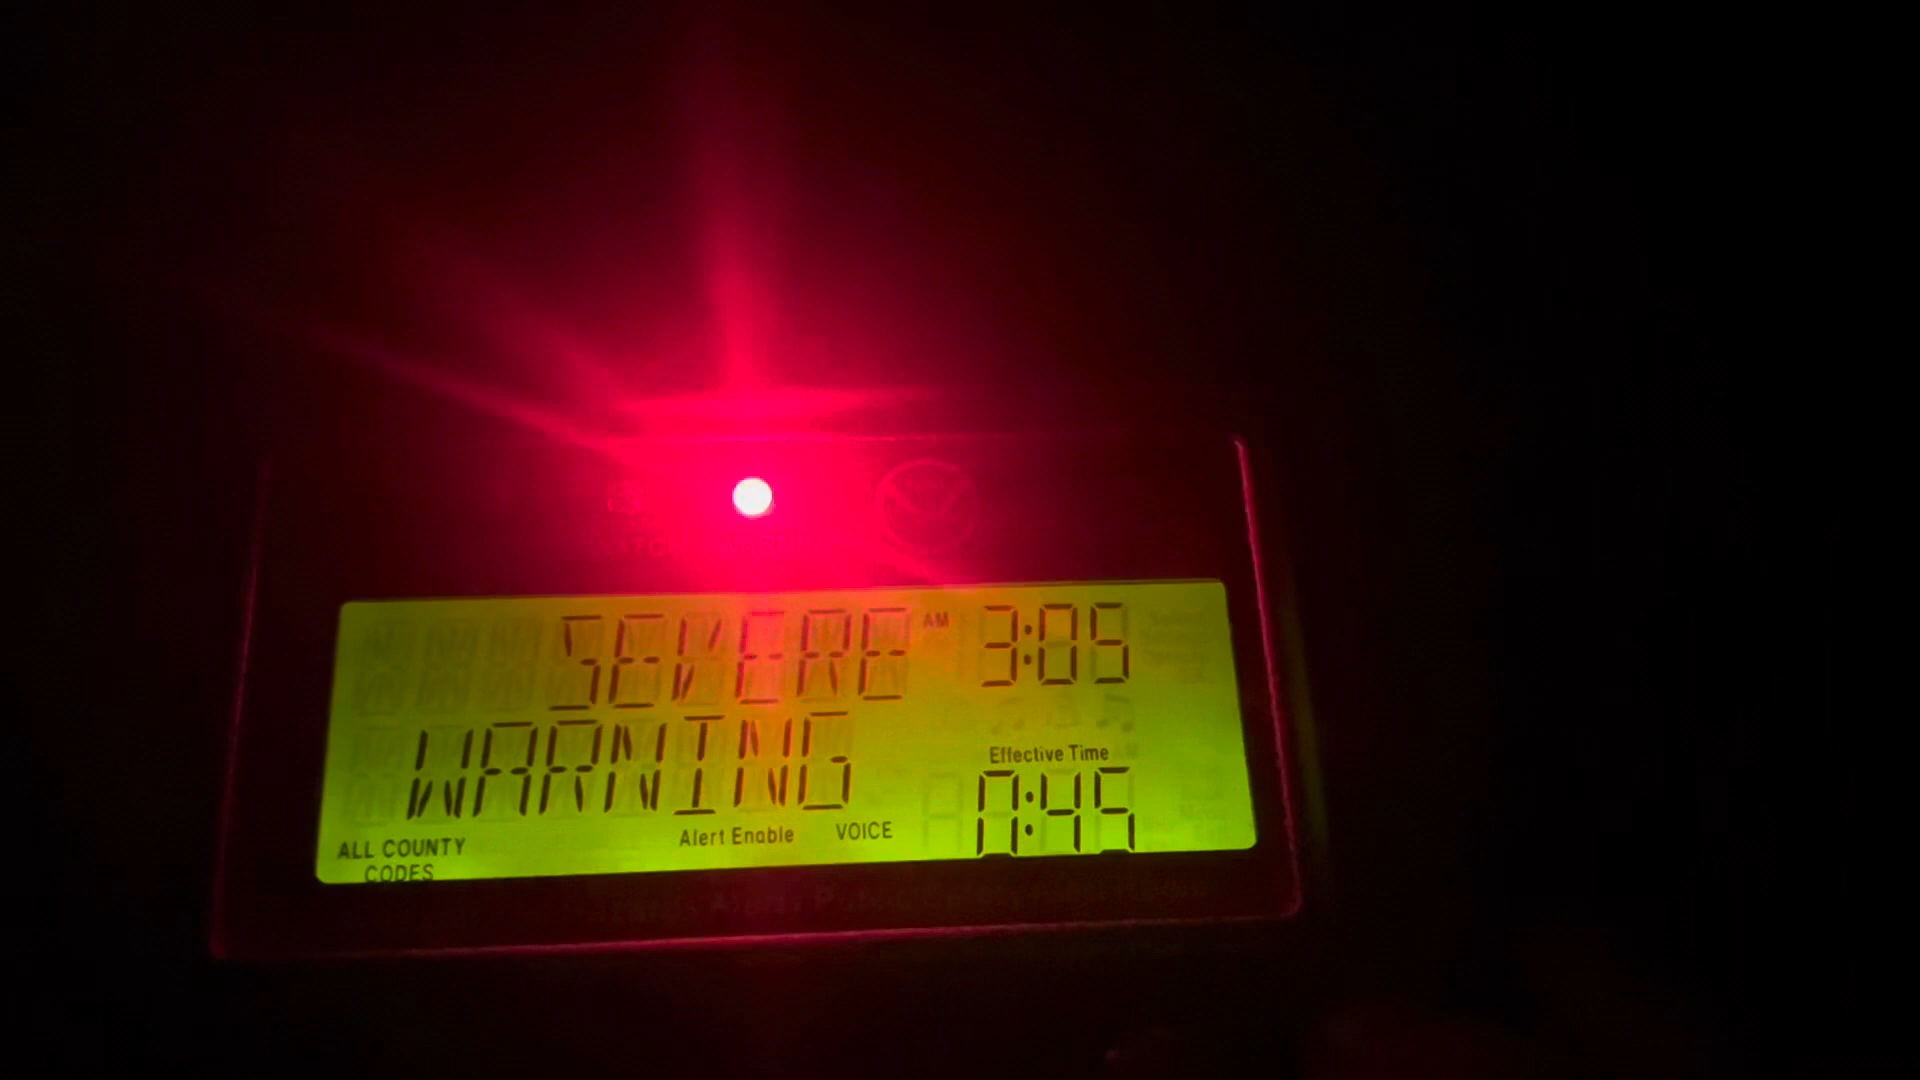 SEVERE AM 3:05
WARNING
Effective Time
0:45
ALL COUNTY CODES
Alert Enable
VOICE